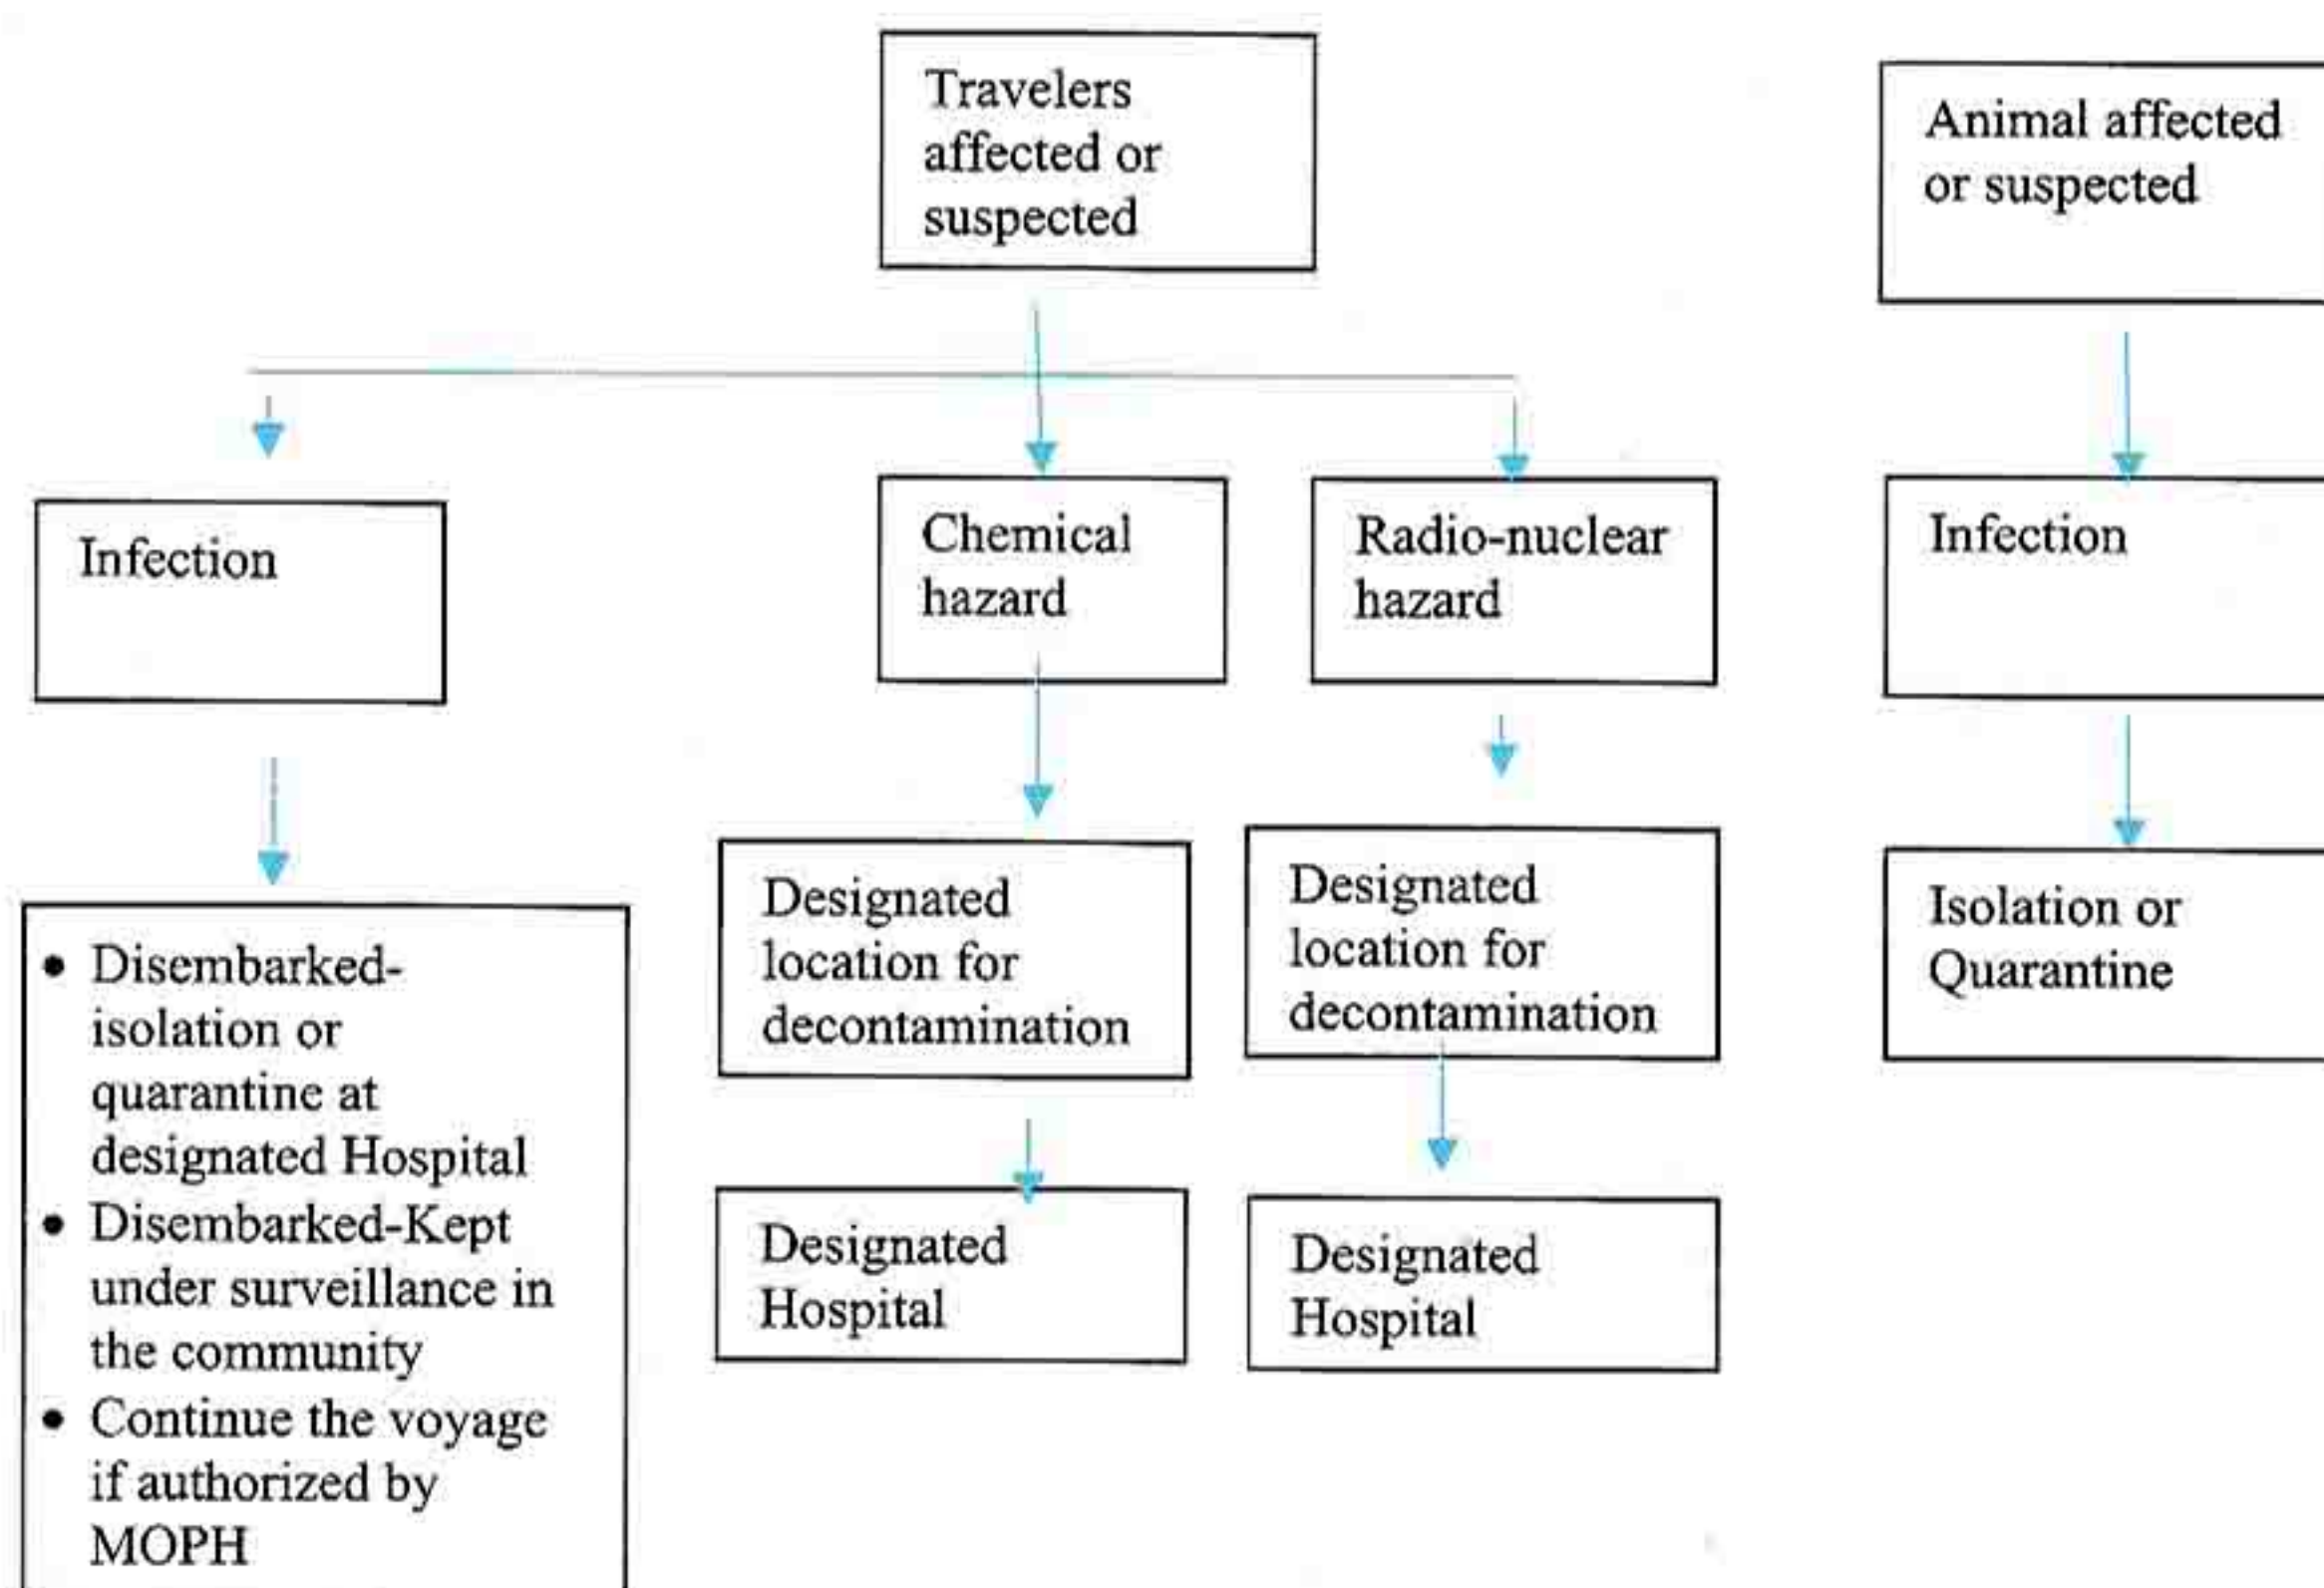 Travelers
affected or
suspected
Animal affected
or suspected
Infection
Chemical
hazard
Radio-nuclear
hazard
Infection
• Disembarked-
isolation or
quarantine at
designated Hospital
• Disembarked-Kept
under surveillance in
the community
• Continue the voyage
if authorized by
MOPH
Designated
location for
decontamination
Designated
location for
decontamination
Isolation or
Quarantine
Designated
Hospital
Designated
Hospital